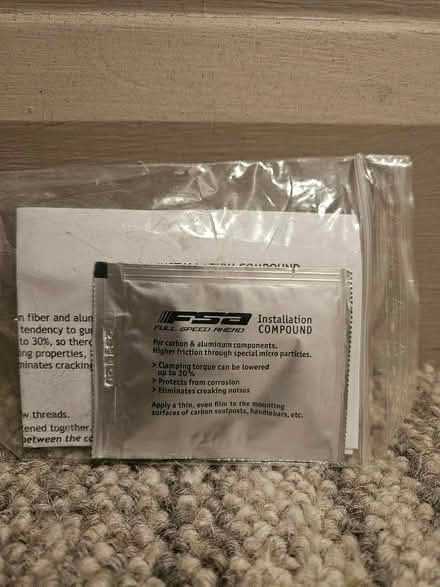 n fiber and alun
tendency to gu
to 30%, so ther
ng properties,
minates cracking
w threads.
ened together
between the c
FSA
FULL SPEED AHEAD
Installation
COMPOUND
For carbon & aluminum components.
Higher friction through special micro particles.
> Clamping torque can be lowered
up to 30%
> Protects from corrosion
> Eliminates creaking noises
Apply a thin, even film to the mounting
surfaces of carbon seatposts, handlebars, etc.